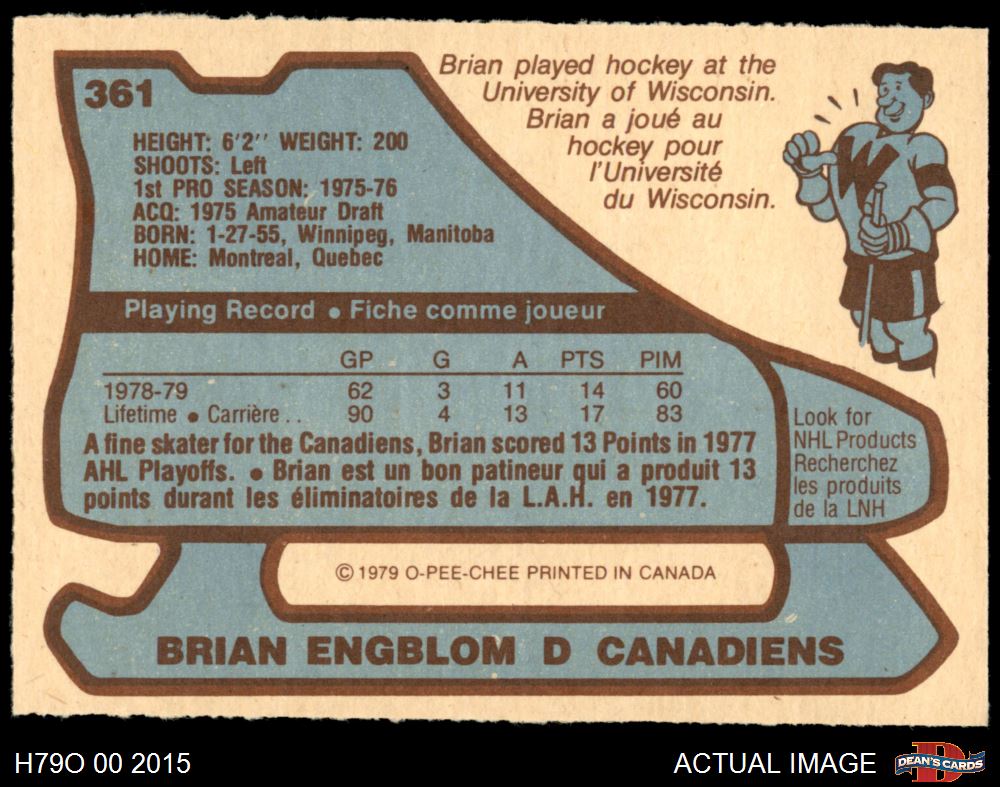 361
HEIGHT: 6'2'' WEIGHT: 200
SHOOTS: Left
1st PRO SEASON: 1975-76
ACQ: 1975 Amateur Draft
BORN: 1-27-55, Winnipeg, Manitoba
HOME: Montreal, Quebec
Brian played hockey at the
University of Wisconsin.
Brian a joué au
hockey pour
l'Université
du Wisconsin.
W
Playing Record • Fiche comme joueur
GP G A PTS PIM
1978-79 62 3 11 14 60
Lifetime • Carrière . . 90 4 13 17 83
A fine skater for the Canadiens, Brian scored 13 Points in 1977
AHL Playoffs. • Brian est un bon patineur qui a produit 13
points durant les éliminatoires de la L.A.H. en 1977.
Look for
NHL Products
Recherchez
les produits
de la LNH
© 1979 O-PEE-CHEE PRINTED IN CANADA
BRIAN ENGBLOM D CANADIENS
H79O 00 2015
ACTUAL IMAGE
D
DEAN'S CARDS